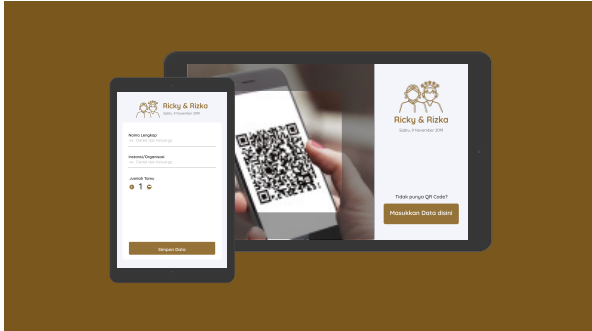 Ricky & Rizka
Sabtu, 9 November 2019
Nama Lengkap
Instansi/Organisasi
Jumlah Tamu
1
Simpan Data
Ricky & Rizka
Sabtu, 9 November 2019
Tidak punya QR Code?
Masukkan Data disini